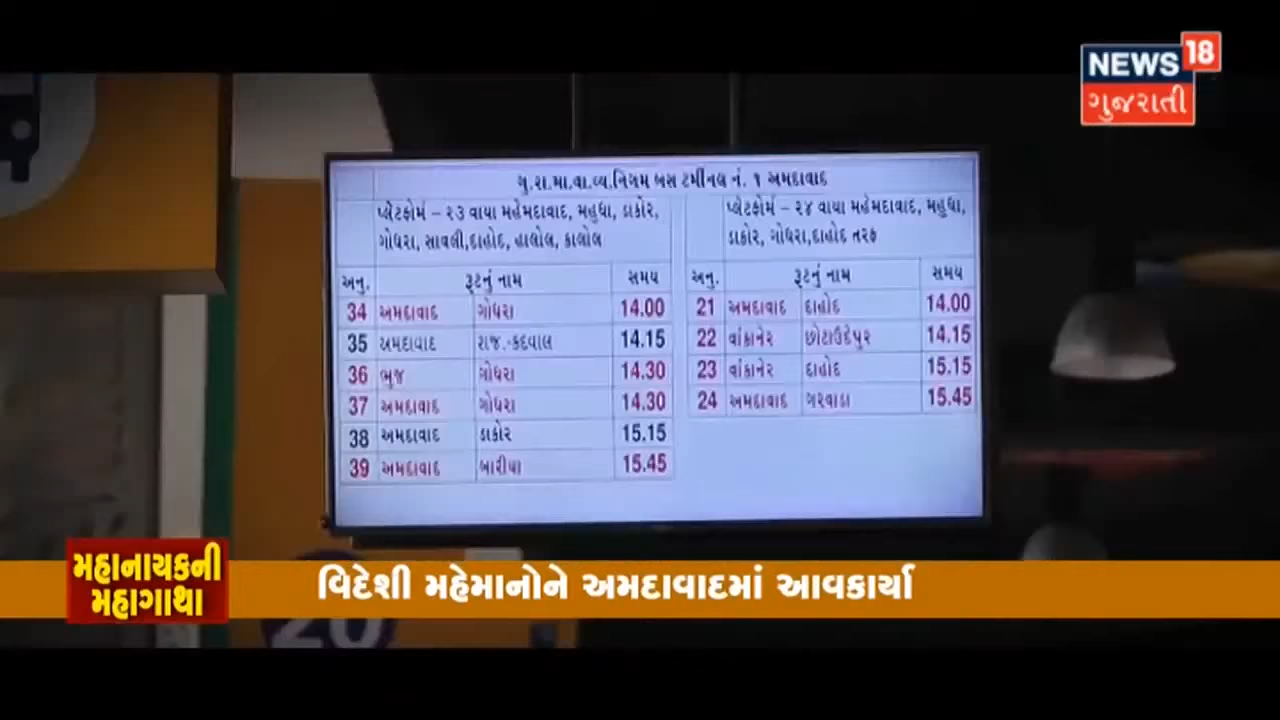 NEWS 18
ગુજરાતી
ગુ.રા.મા.વા.વ્ય.નિગમ બસ ટર્મીનલ નં. ૧ અમદાવાદ
પ્લેટફોર્મ – ૨૩ વાયા મહેમદાવાદ, મહુધા, ડાકોર,
ગોધરા, સાવલી,દાહોદ, હાલોલ, કાલોલ
અનુ. રૂટનું નામ સમય
34 અમદાવાદ ગોધરા 14.00
35 અમદાવાદ રાજ.-કદવાલ 14.15
36 ભુજ ગોધરા 14.30
37 અમદાવાદ ગોધરા 14.30
38 અમદાવાદ ડાકોર 15.15
39 અમદાવાદ બારીયા 15.45
પ્લેટફોર્મ – ૨૪ વાયા મહેમદાવાદ, મહુધા,
ડાકોર, ગોધરા,દાહોદ તરફ
અનુ. રૂટનું નામ સમય
21 અમદાવાદ દાહોદ 14.00
22 વાંકાનેર છોટાઉદેપુર 14.15
23 વાંકાનેર દાહોદ 15.15
24 અમદાવાદ ગરબાડા 15.45
મહાનાયકની
મહાગાથા
વિદેશી મહેમાનોને અમદાવાદમાં આવકાર્યા
20